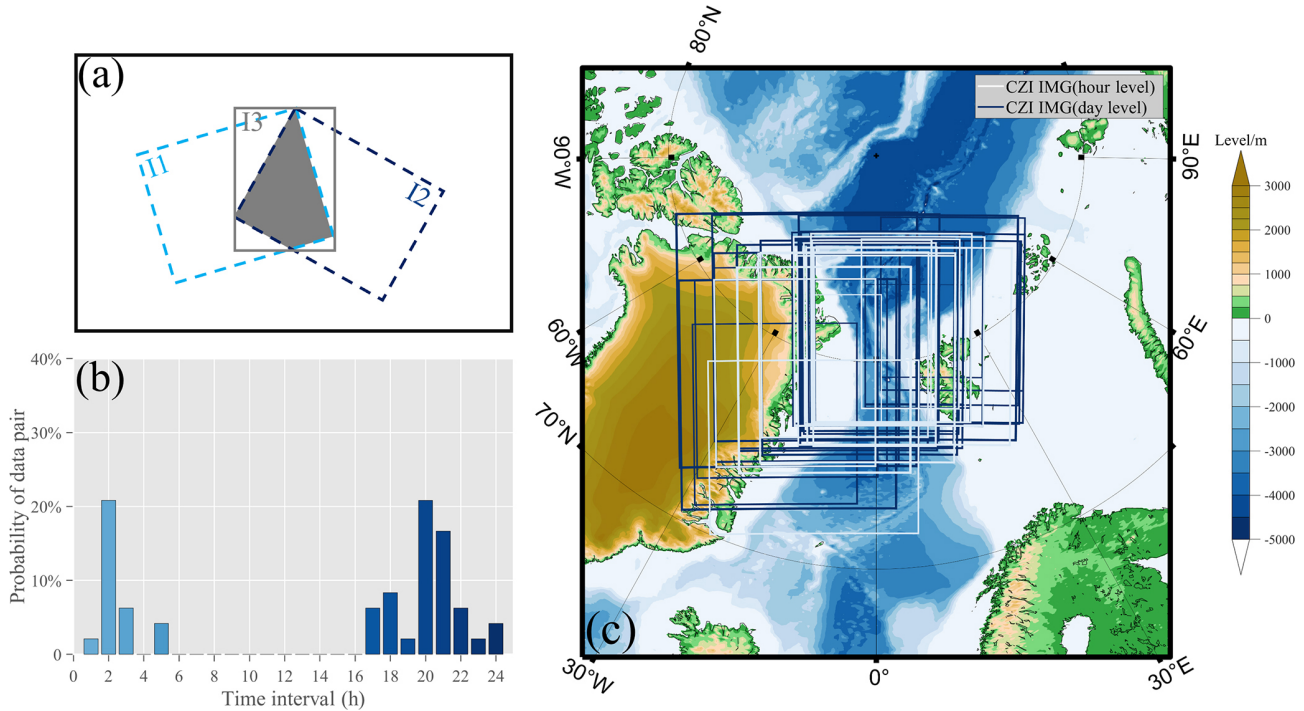 (a)
I1
I3
I2
(b)
40%
30%
20%
10%
0
0 2 4 6 8 10 12 14 16 18 20 22 24
Probability of data pair
Time interval (h)
80°N
CZI IMG(hour level)
CZI IMG(day level)
90°W
90°E
60°W
60°E
70°N
30°W
0°
30°E
(c)
Level/m
3000
2000
1000
0
-1000
-2000
-3000
-4000
-5000